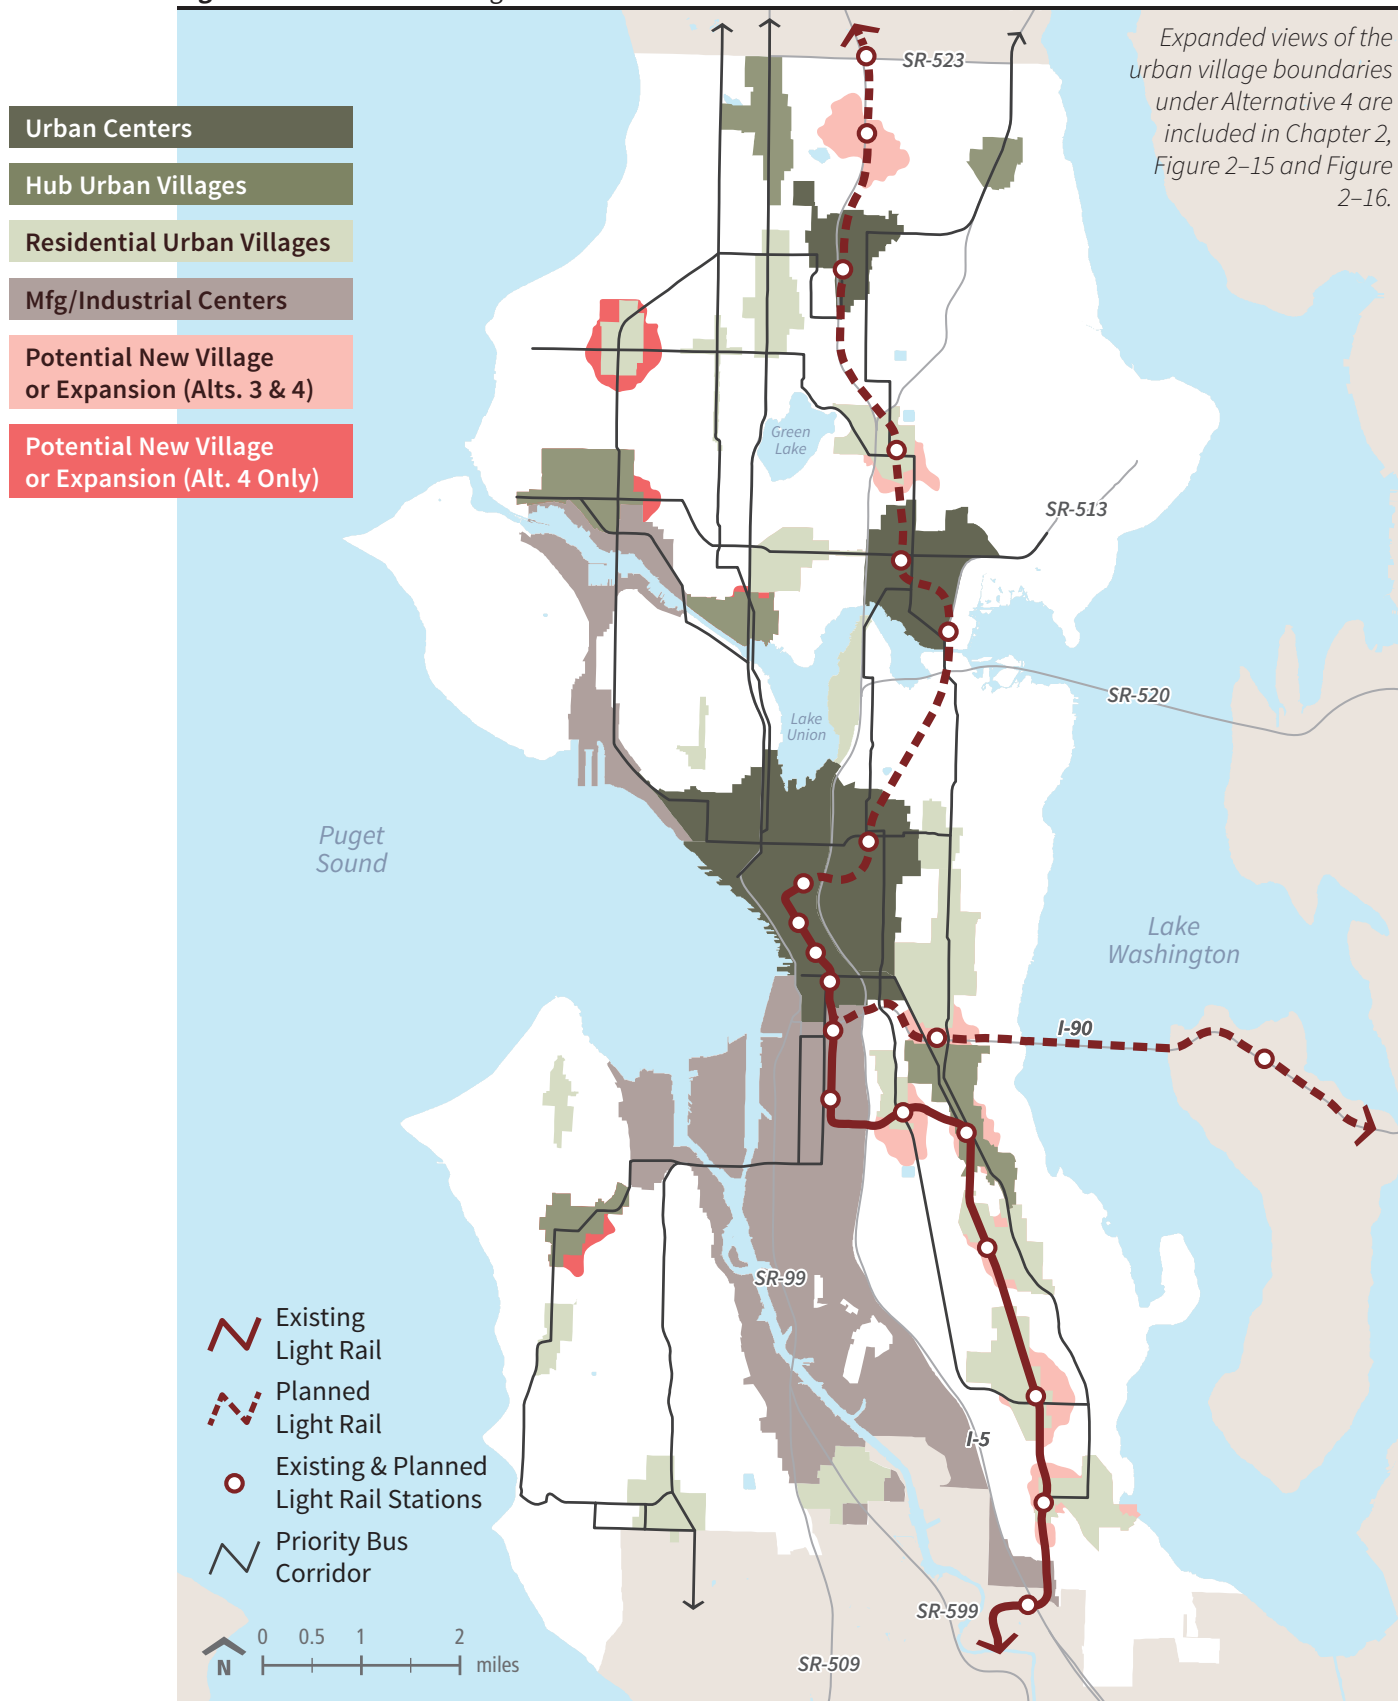 Expanded views of the
urban village boundaries
under Alternative 4 are
included in Chapter 2,
Figure 2–15 and Figure
2–16.
Urban Centers
Hub Urban Villages
Residential Urban Villages
Mfg/Industrial Centers
Potential New Village
or Expansion (Alts. 3 & 4)
Potential New Village
or Expansion (Alt. 4 Only)
SR-523
Green
Lake
SR-513
SR-520
Lake
Union
Puget
Sound
Lake
Washington
I-90
SR-99
I-5
SR-599
SR-509
Existing
Light Rail
Planned
Light Rail
Existing & Planned
Light Rail Stations
Priority Bus
Corridor
N
0 0.5 1 2
miles